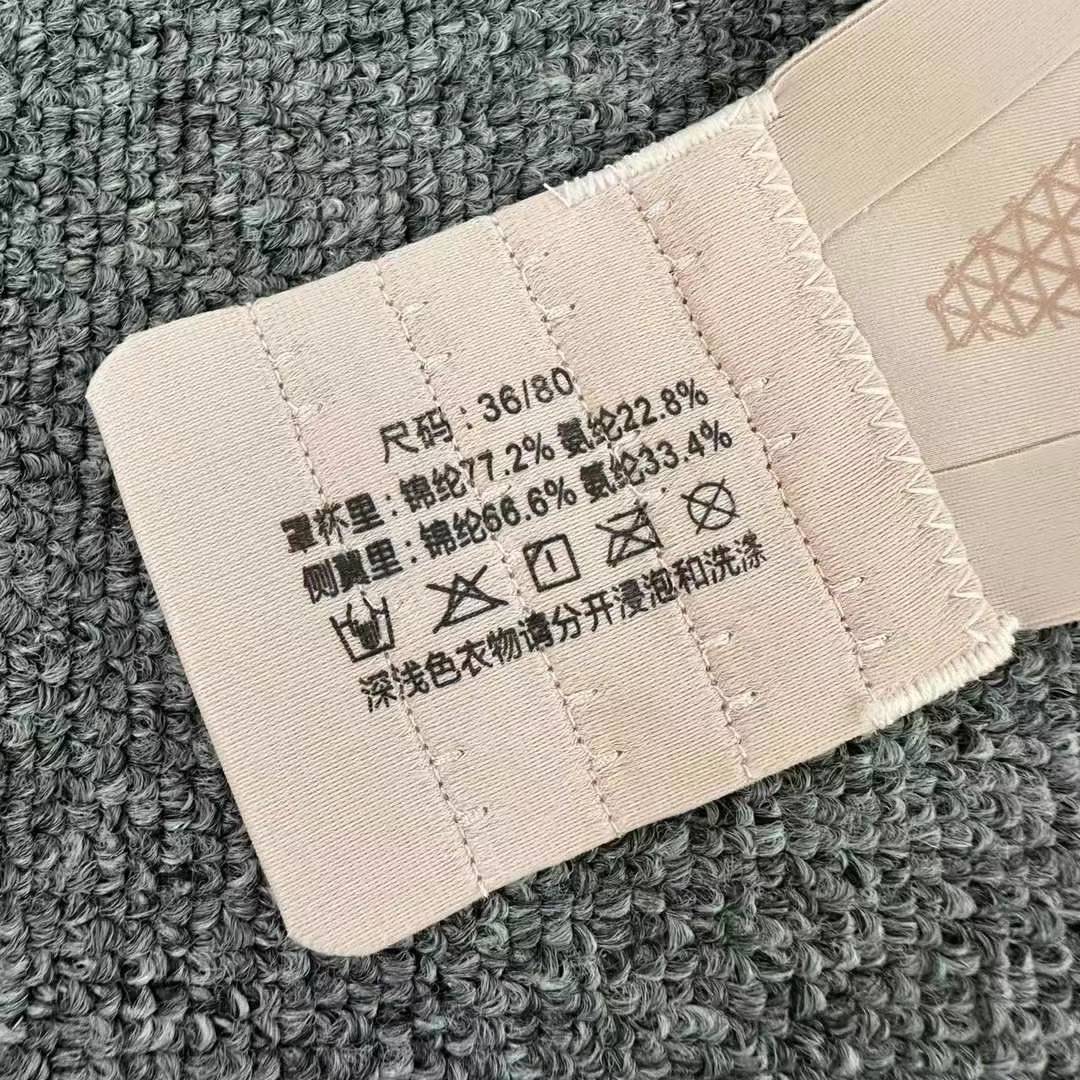 尺码：36/80
罩杯里：锦纶77.2% 氨纶22.8%
侧翼里：锦纶66.6% 氨纶33.4%
深浅色衣物请分开浸泡和洗涤